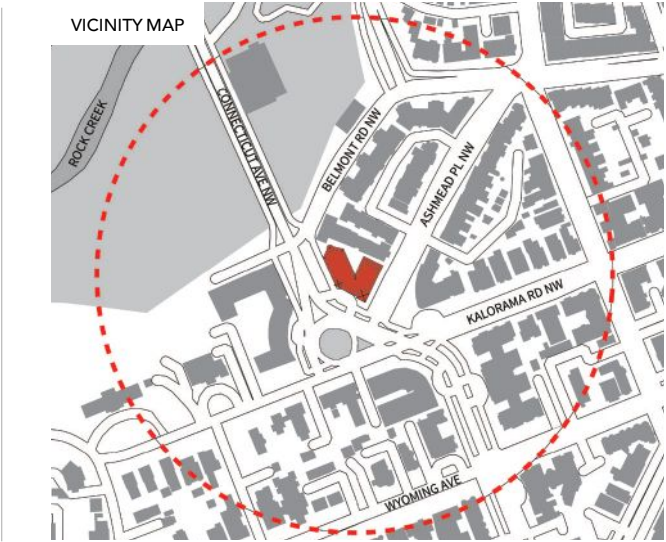 VICINITY MAP
ROCK CREEK
CONNECTICUT AVE NW
BELMONT RD NW
ASHMEAD PL NW
KALORAMA RD NW
WYOMING AVE